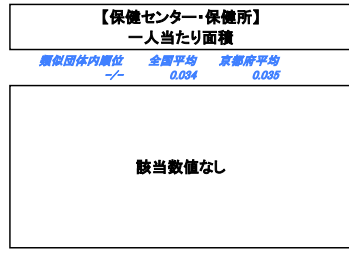 【保健センター・保健所】
一人当たり面積
類似団体内順位 全国平均 京都府平均
-/- 0.034 0.035
該当数値なし